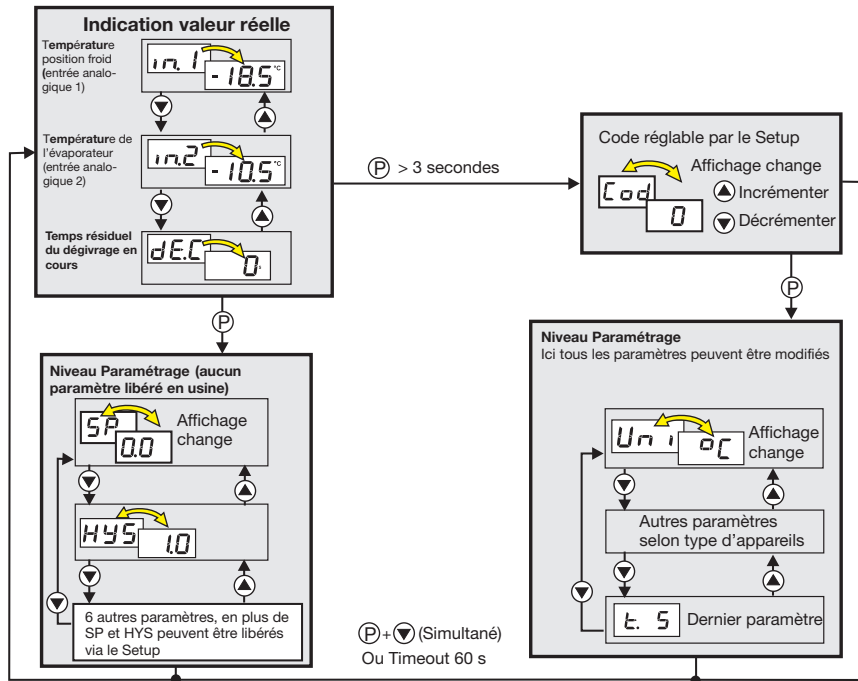 Indication valeur réelle
Température
position froid
(entrée analo-
gique 1)
in.1
-18.5 °C
Température de
l'évaporateur
(entrée analo-
gique 2)
in.2
-10.5 °C
Temps résiduel
du dégivrage en
cours
dE.C
0 s
P > 3 secondes
Code réglable par le Setup
Affichage change
Cod
0
Incrémenter
Décrémenter
P
P
Niveau Paramétrage (aucun
paramètre libéré en usine)
SP
0.0
Affichage
change
HYS
1.0
6 autres paramètres, en plus de
SP et HYS peuvent être libérés
via le Setup
P + (Simultané)
Ou Timeout 60 s
Niveau Paramétrage
Ici tous les paramètres peuvent être modifiés
Uni
°C
Affichage
change
Autres paramètres
selon type d'appareils
t. S
Dernier paramètre